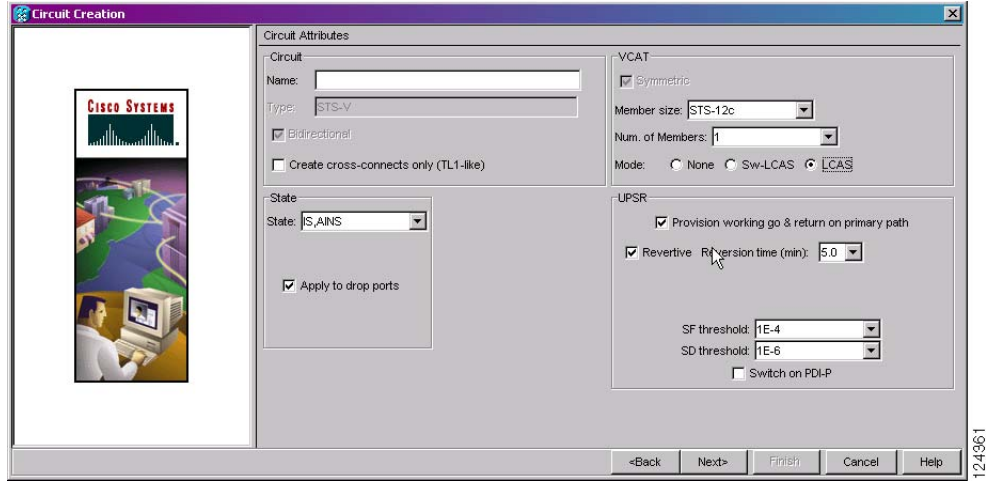 Circuit Creation
CISCO SYSTEMS
Circuit Attributes
Circuit
Name:
Type: STS-V
Bidirectional
Create cross-connects only (TL1-like)
State
State: IS,AINS
Apply to drop ports
VCAT
Symmetric
Member size: STS-12c
Num. of Members: 1
Mode: None Sw-LCAS LCAS
UPSR
Provision working go & return on primary path
Revertive Reversion time (min): 5.0
SF threshold: 1E-4
SD threshold: 1E-6
Switch on PDI-P
<Back Next> Finish Cancel Help
124961